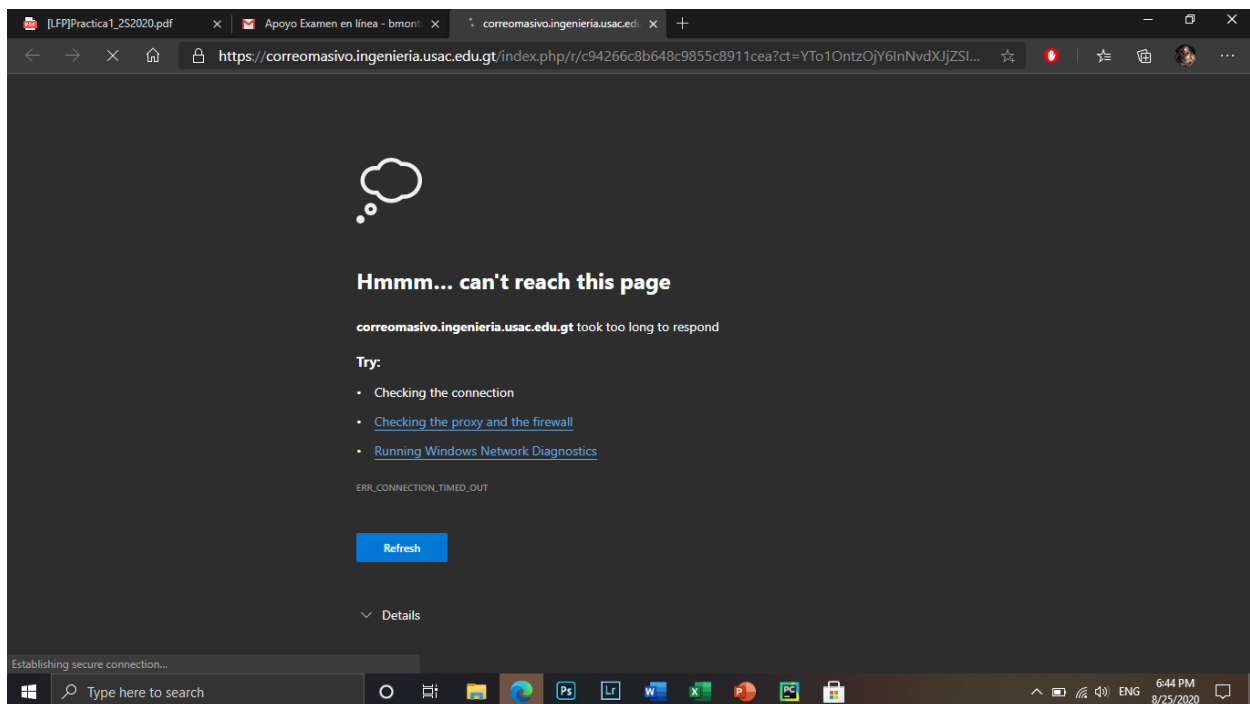 [LFP]Practica1_2S2020.pdf
Apoyo Examen en línea - bmont
correomasivo.ingenieria.usac.edu
https://correomasivo.ingenieria.usac.edu.gt/index.php/r/c94266c8b648c9855c8911cea?ct=YTo1OntzOjY6InNvdXJjZSI...
Hmmm... can't reach this page
correomasivo.ingenieria.usac.edu.gt took too long to respond
Try:
• Checking the connection
• Checking the proxy and the firewall
• Running Windows Network Diagnostics
ERR_CONNECTION_TIMED_OUT
Refresh
Details
Establishing secure connection...
Type here to search
Ps
Lr
W
X
P
PC
ENG
6:44 PM
8/25/2020